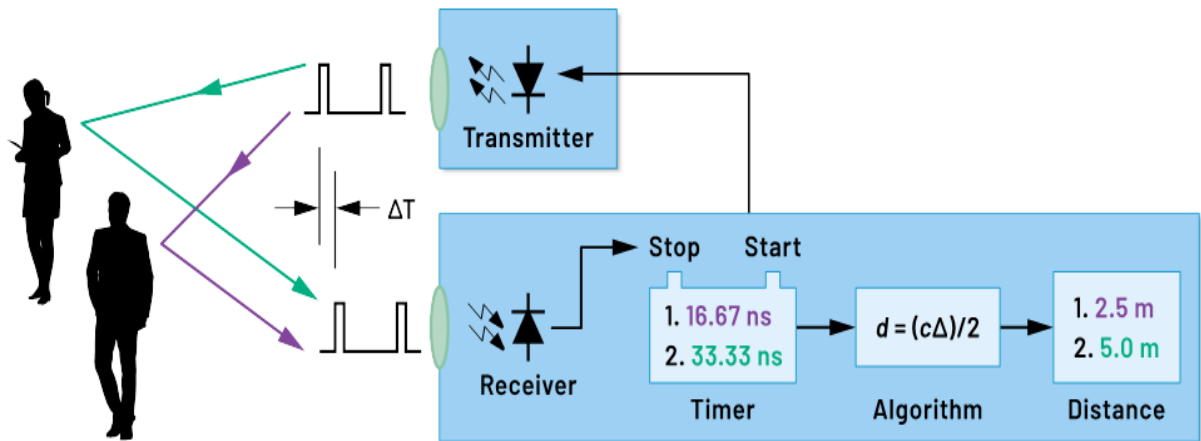 Transmitter
ΔT
Stop Start
1. 16.67 ns
2. 33.33 ns
d = (cΔ)/2
1. 2.5 m
2. 5.0 m
Receiver
Timer
Algorithm
Distance